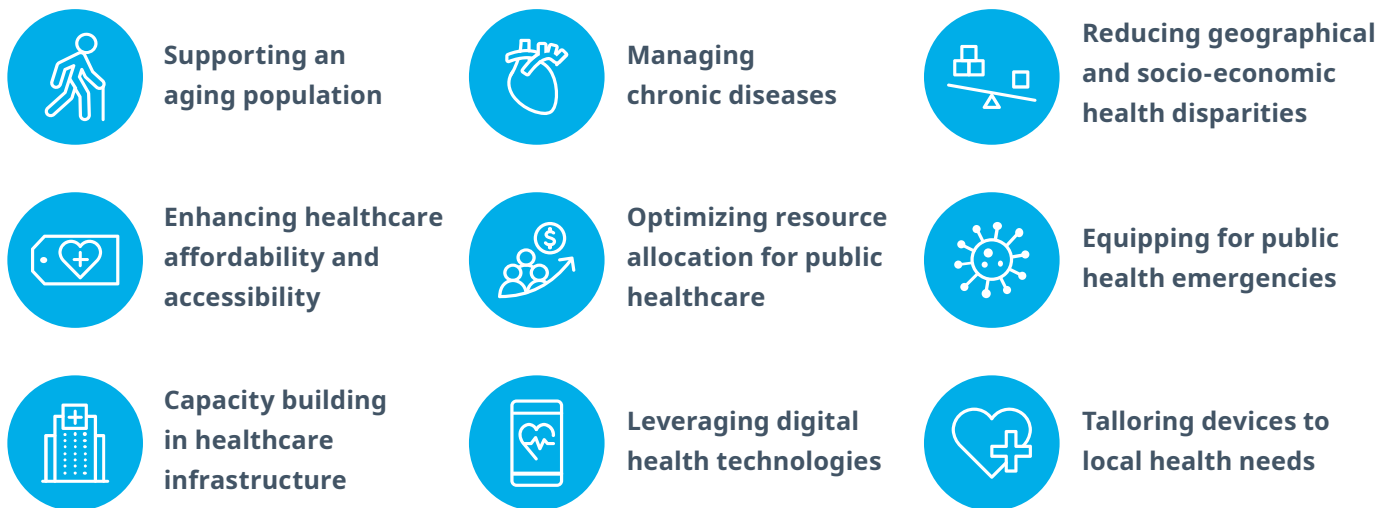 Supporting an
aging population
Managing
chronic diseases
Reducing geographical
and socio-economic
health disparities
Enhancing healthcare
affordability and
accessibility
Optimizing resource
allocation for public
healthcare
Equipping for public
health emergencies
Capacity building
in healthcare
infrastructure
Leveraging digital
health technologies
Talloring devices to
local health needs